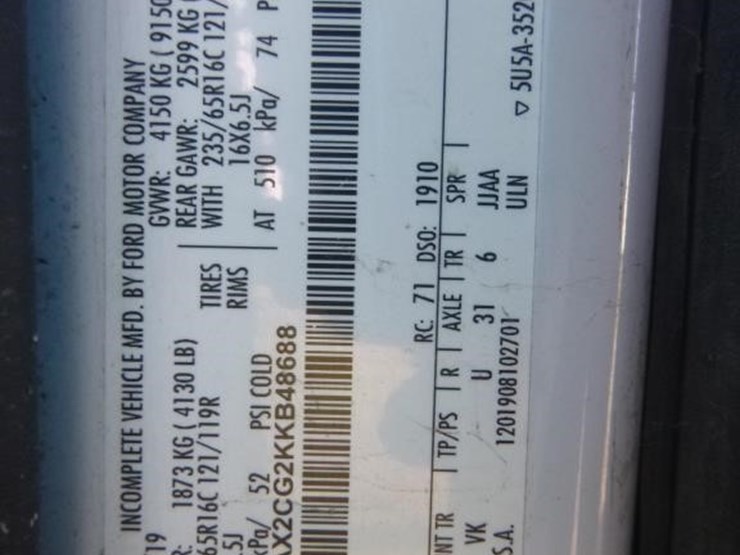 INCOMPLETE VEHICLE MFD. BY FORD MOTOR COMPANY
19 GVWR: 4150 KG ( 9150
R: 1873 KG ( 4130 LB) REAR GAWR: 2599 KG (
65R16C 121/119R TIRES WITH 235/65R16C 121/
6.5J RIMS 16X6.5J
kPa/ 52 PSI COLD AT 510 kPa/ 74 P
AX2CG2KKB48688
RC: 71 DSO: 1910
NT TR TP/PS R AXLE TR SPR
VK U 31 6 JJAA
S.A. 1201908102701 ULN
▽ 5U5A-352